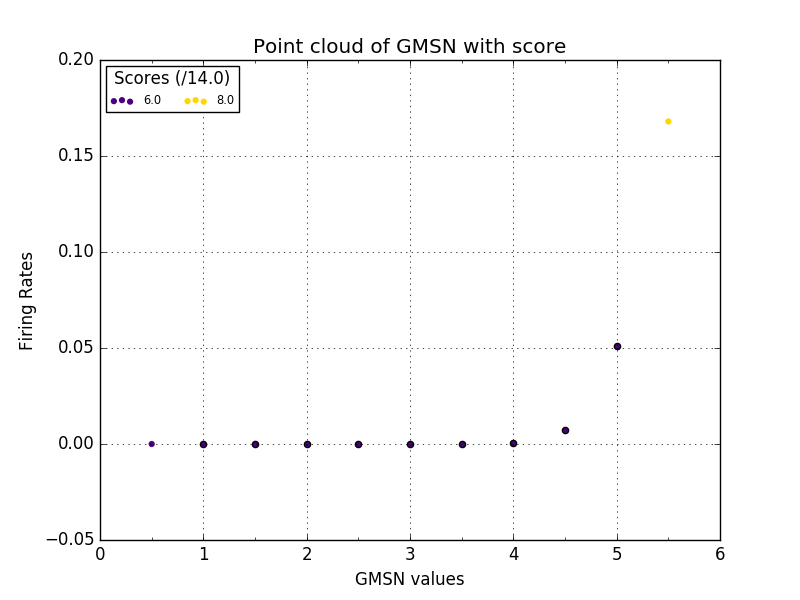 Point cloud of GMSN with score
Scores (/14.0)
6.0 8.0
0.20
0.15
0.10
0.05
0.00
−0.05
Firing Rates
0 1 2 3 4 5 6
GMSN values